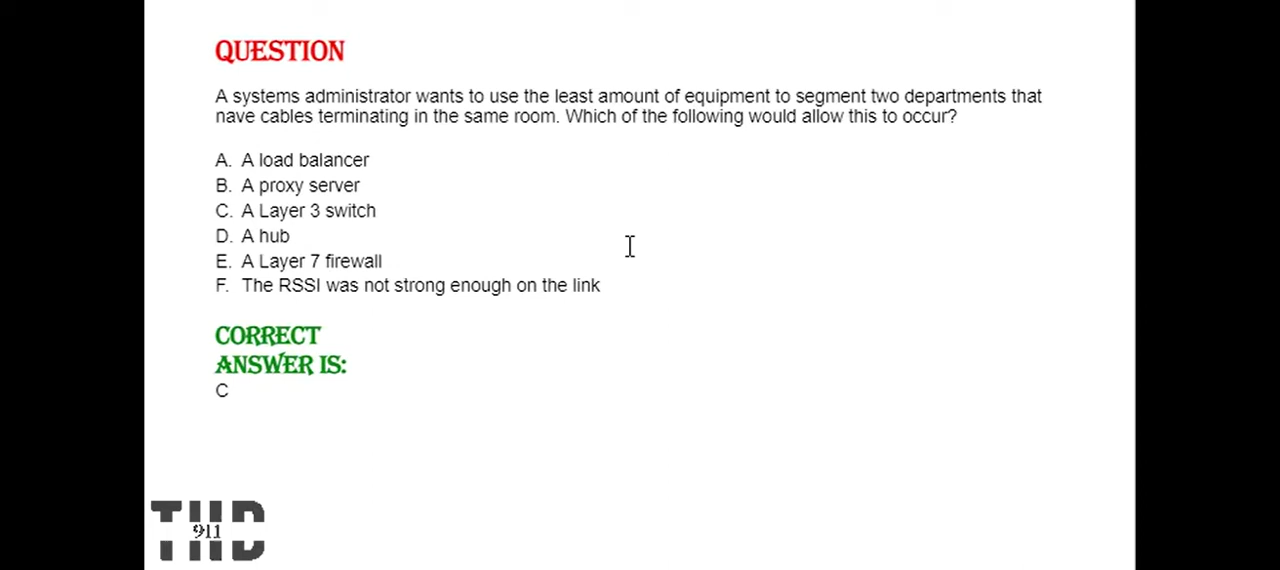 QUESTION
A systems administrator wants to use the least amount of equipment to segment two departments that
nave cables terminating in the same room. Which of the following would allow this to occur?
A. A load balancer
B. A proxy server
C. A Layer 3 switch
D. A hub
E. A Layer 7 firewall
F. The RSSI was not strong enough on the link
CORRECT
ANSWER IS:
C
THD
911